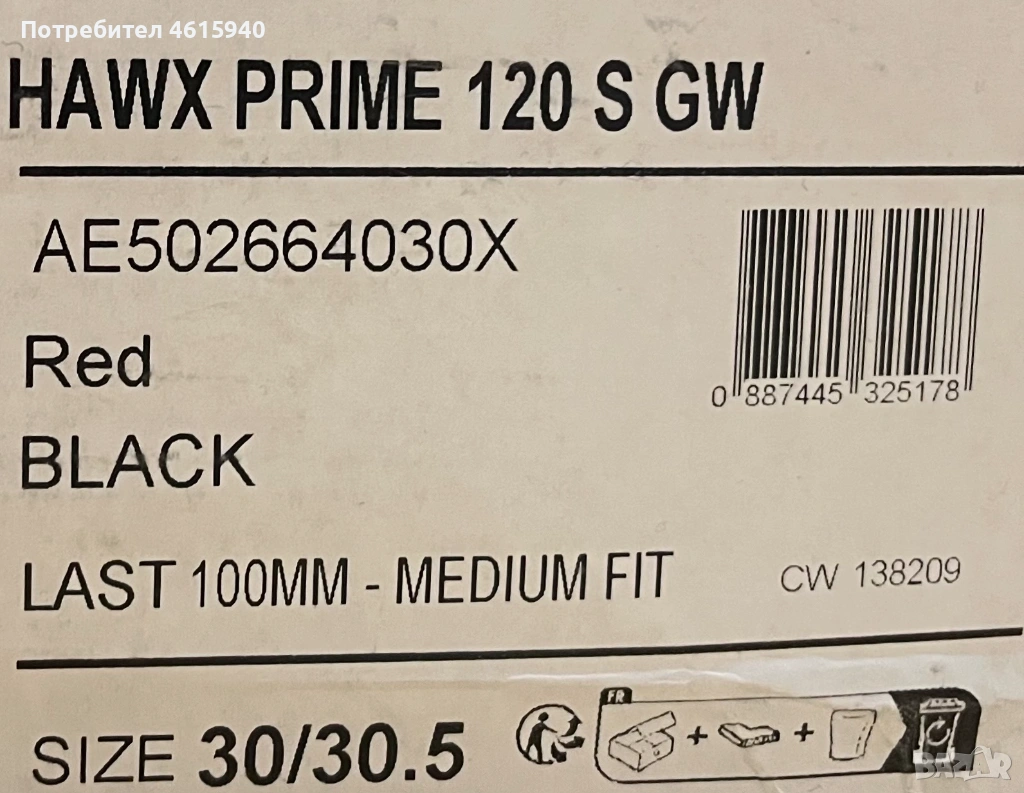 Потребител 4615940
HAWX PRIME 120 S GW
AE502664030X
Red
0 887445 325178
BLACK
LAST 100MM - MEDIUM FIT
CW 138209
SIZE 30/30.5
FR
BAZAR